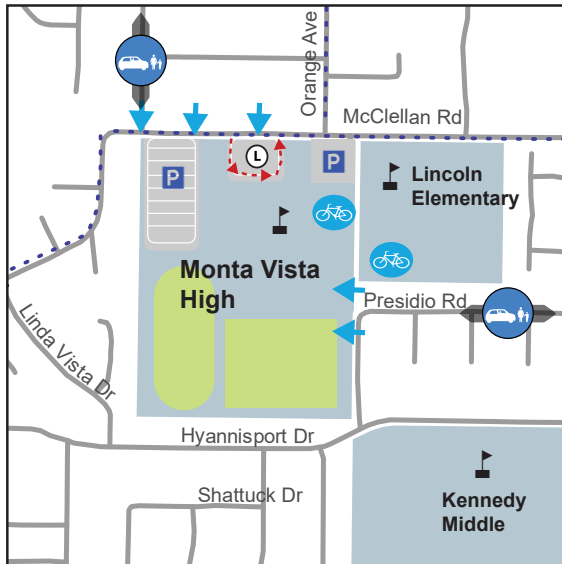 Orange Ave
McClellan Rd
L
P
P
Lincoln
Elementary
Monta Vista
High
Presidio Rd
Linda Vista Dr
Hyannisport Dr
Shattuck Dr
Kennedy
Middle